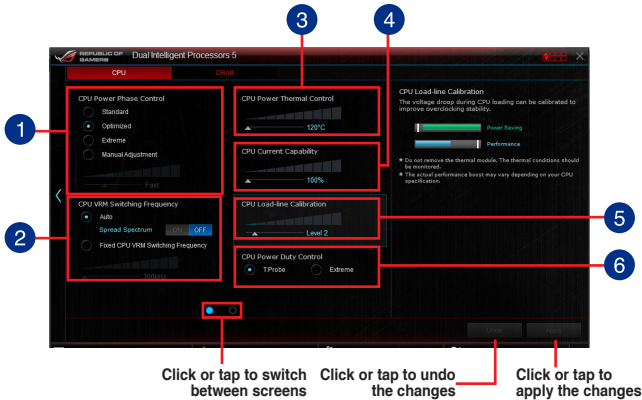 3
4
REPUBLIC OF
GAMERS
Dual Intelligent Processors 5
CPU
DRAM
1
CPU Power Phase Control
Standard
Optimized
Extreme
Manual Adjustment
Fast
2
CPU VRM Switching Frequency
Auto
Spread Spectrum
ON
OFF
Fixed CPU VRM Switching Frequency
300kHz
CPU Power Thermal Control
120°C
CPU Current Capability
100%
CPU Load-line Calibration
Level 2
CPU Power Duty Control
T.Probe
Extreme
CPU Load-line Calibration
The voltage droop during CPU loading can be calibrated to
improve overclocking stability.
Power Saving
Performance
* Do not remove the thermal module. The thermal conditions should
be monitored.
* The actual performance boost may vary depending on your CPU
specification.
5
6
Undo
Apply
Click or tap to switch
between screens
Click or tap to undo
the changes
Click or tap to
apply the changes